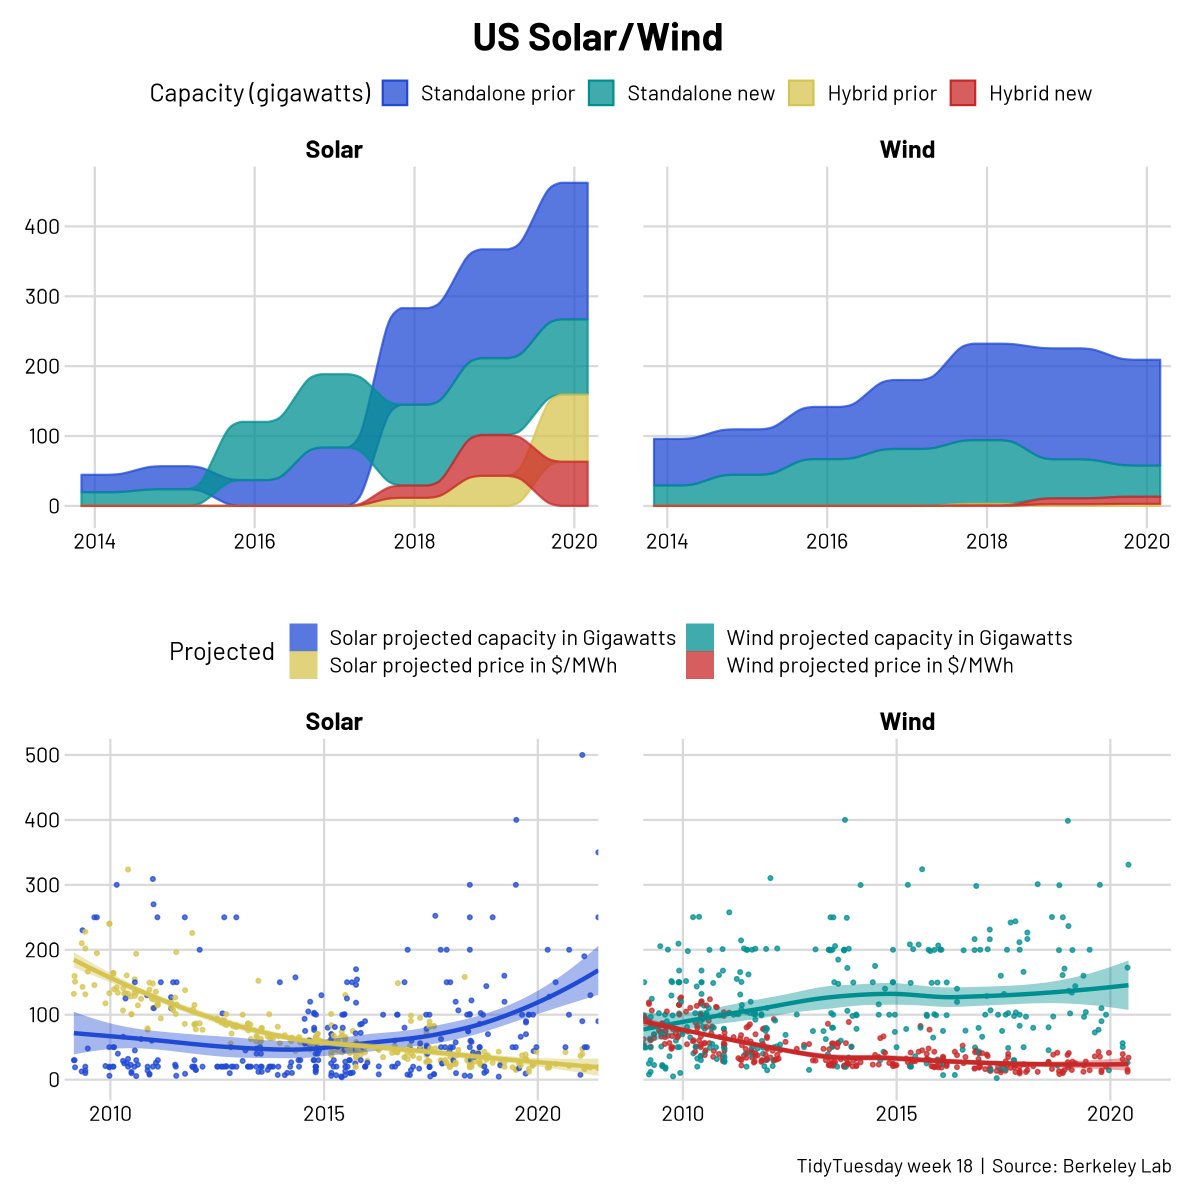 US Solar/Wind
Capacity (gigawatts) Standalone prior Standalone new Hybrid prior Hybrid new
Solar Wind
400
300
200
100
0
2014 2016 2018 2020 2014 2016 2018 2020
Projected
Solar projected capacity in Gigawatts Wind projected capacity in Gigawatts
Solar projected price in $/MWh Wind projected price in $/MWh
Solar Wind
500
400
300
200
100
0
2010 2015 2020 2010 2015 2020
TidyTuesday week 18 | Source: Berkeley Lab